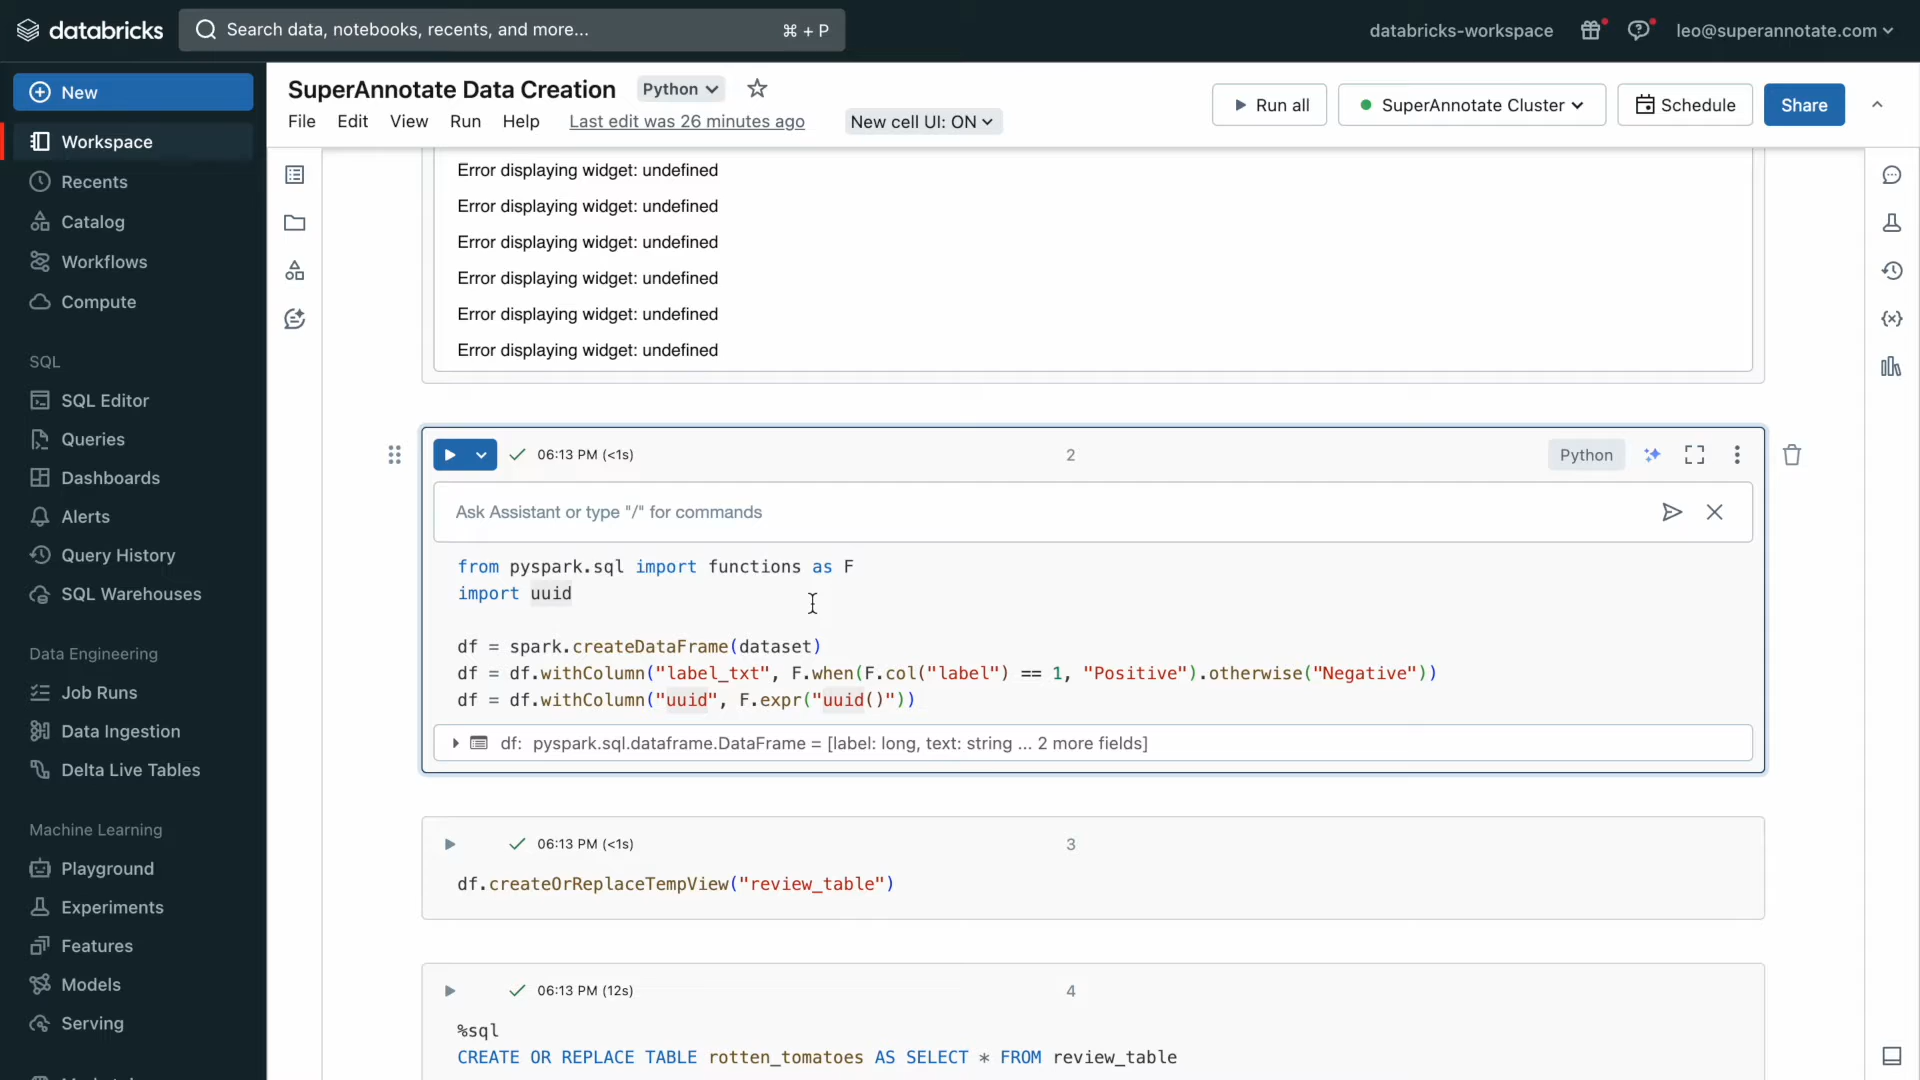 databricks
Search data, notebooks, recents, and more...
⌘ + P
databricks-workspace
leo@superannotate.com
New
Workspace
Recents
Catalog
Workflows
Compute
SQL
SQL Editor
Queries
Dashboards
Alerts
Query History
SQL Warehouses
Data Engineering
Job Runs
Data Ingestion
Delta Live Tables
Machine Learning
Playground
Experiments
Features
Models
Serving
SuperAnnotate Data Creation
Python
File Edit View Run Help
Last edit was 26 minutes ago
New cell UI: ON
Run all
SuperAnnotate Cluster
Schedule
Share
Error displaying widget: undefined
Error displaying widget: undefined
Error displaying widget: undefined
Error displaying widget: undefined
Error displaying widget: undefined
Error displaying widget: undefined
06:13 PM (<1s)
2
Python
Ask Assistant or type "/" for commands
from pyspark.sql import functions as F
import uuid
df = spark.createDataFrame(dataset)
df = df.withColumn("label_txt", F.when(F.col("label") == 1, "Positive").otherwise("Negative"))
df = df.withColumn("uuid", F.expr("uuid()"))
df: pyspark.sql.dataframe.DataFrame = [label: long, text: string ... 2 more fields]
06:13 PM (<1s)
3
df.createOrReplaceTempView("review_table")
06:13 PM (12s)
4
%sql
CREATE OR REPLACE TABLE rotten_tomatoes AS SELECT * FROM review_table